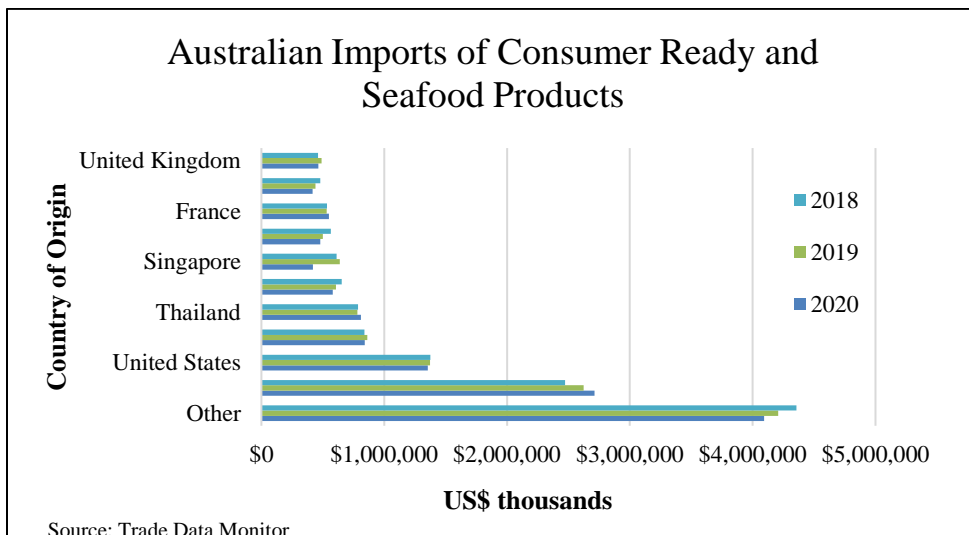 Australian Imports of Consumer Ready and
Seafood Products
Country of Origin
United Kingdom
France
Singapore
Thailand
United States
Other
2018
2019
2020
$0 $1,000,000 $2,000,000 $3,000,000 $4,000,000 $5,000,000
US$ thousands
Source: Trade Data Monitor